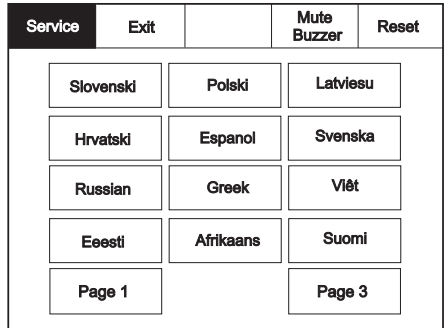 Service Exit Mute Buzzer Reset
Slovenski Polski Latviesu
Hrvatski Espanol Svenska
Russian Greek Viêt
Eeesti Afrikaans Suomi
Page 1 Page 3